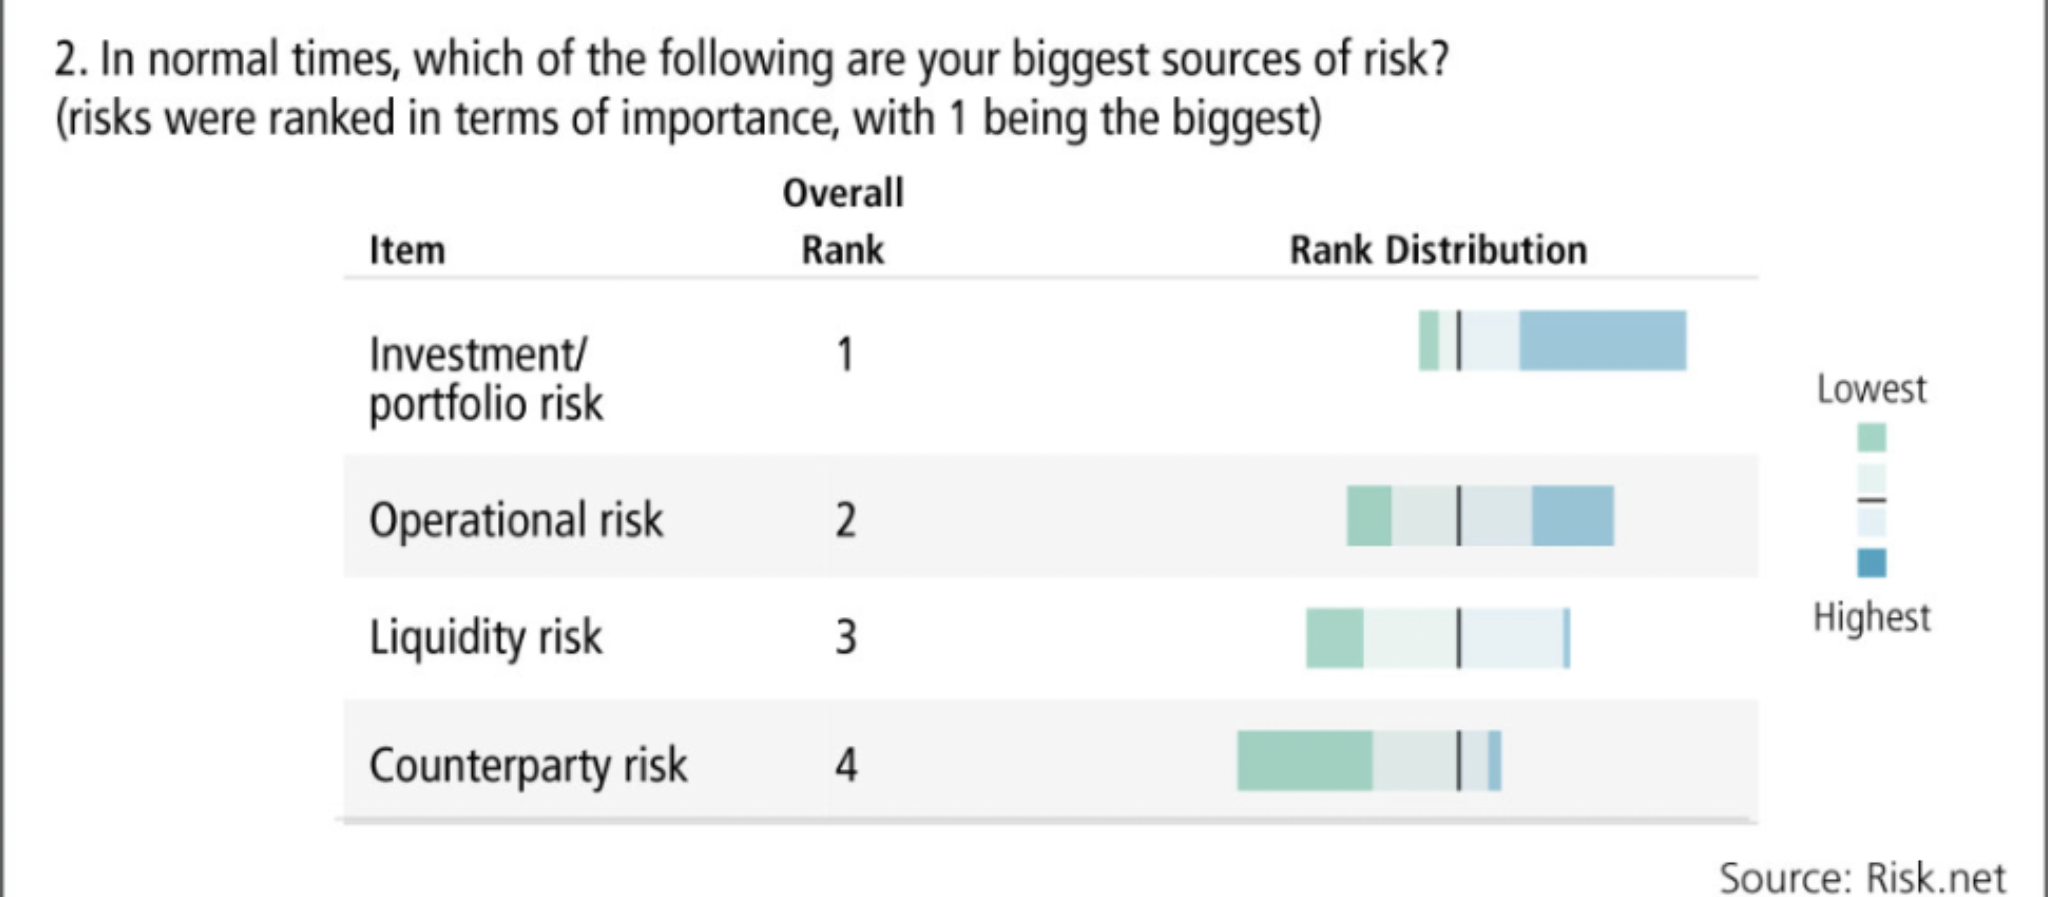 2. In normal times, which of the following are your biggest sources of risk?
(risks were ranked in terms of importance, with 1 being the biggest)
Overall
Item Rank Rank Distribution
Investment/
portfolio risk 1
Operational risk 2
Liquidity risk 3
Counterparty risk 4
Lowest
Highest
Source: Risk.net